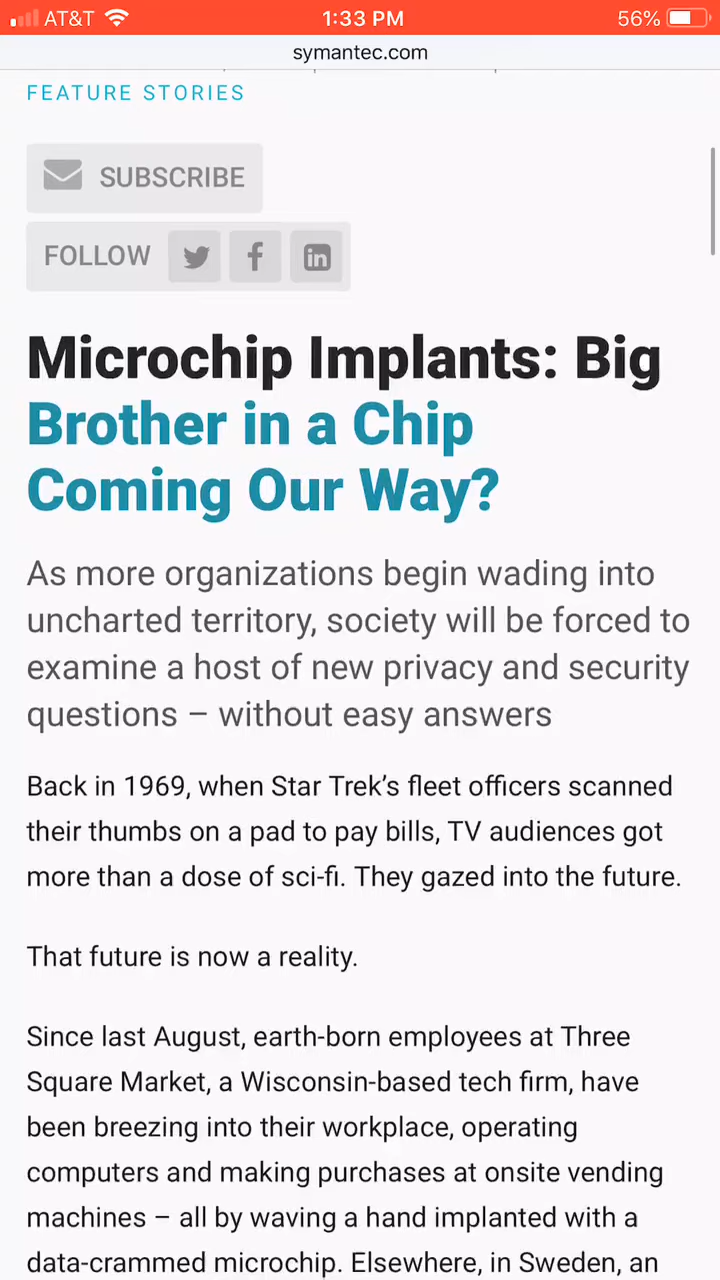 AT&T 1:33 PM 56%
symantec.com
FEATURE STORIES
SUBSCRIBE
FOLLOW
Microchip Implants: Big
Brother in a Chip
Coming Our Way?
As more organizations begin wading into
uncharted territory, society will be forced to
examine a host of new privacy and security
questions – without easy answers
Back in 1969, when Star Trek’s fleet officers scanned
their thumbs on a pad to pay bills, TV audiences got
more than a dose of sci-fi. They gazed into the future.
That future is now a reality.
Since last August, earth-born employees at Three
Square Market, a Wisconsin-based tech firm, have
been breezing into their workplace, operating
computers and making purchases at onsite vending
machines – all by waving a hand implanted with a
data-crammed microchip. Elsewhere, in Sweden, an